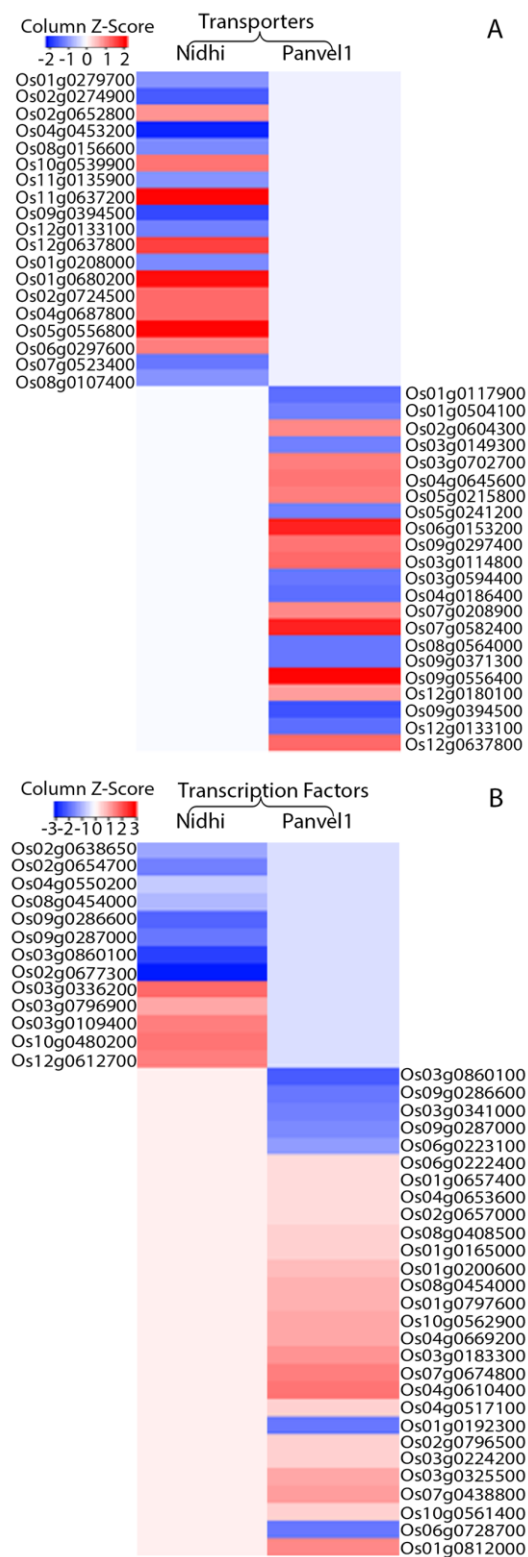 Transporters
A
Column Z-Score
-2 -1 0 1 2
Nidhi Panvel1
Os01g0279700
Os02g0274900
Os02g0652800
Os04g0453200
Os08g0156600
Os10g0539900
Os11g0135900
Os11g0637200
Os09g0394500
Os12g0133100
Os12g0637800
Os01g0208000
Os01g0680200
Os02g0724500
Os04g0687800
Os05g0556800
Os06g0297600
Os07g0523400
Os08g0107400
Os01g0117900
Os01g0504100
Os02g0604300
Os03g0149300
Os03g0702700
Os04g0645600
Os05g0215800
Os05g0241200
Os06g0153200
Os09g0297400
Os03g0114800
Os03g0594400
Os04g0186400
Os07g0208900
Os07g0582400
Os08g0564000
Os09g0371300
Os09g0556400
Os12g0180100
Os09g0394500
Os12g0133100
Os12g0637800
Column Z-Score
Transcription Factors
B
-3-2-10 123
Nidhi Panvel1
Os02g0638650
Os02g0654700
Os04g0550200
Os08g0454000
Os09g0286600
Os09g0287000
Os03g0860100
Os02g0677300
Os03g0336200
Os03g0796900
Os03g0109400
Os10g0480200
Os12g0612700
Os03g0860100
Os09g0286600
Os03g0341000
Os09g0287000
Os06g0223100
Os06g0222400
Os01g0657400
Os04g0653600
Os02g0657000
Os08g0408500
Os01g0165000
Os01g0200600
Os08g0454000
Os01g0797600
Os10g0562900
Os04g0669200
Os03g0183300
Os07g0674800
Os04g0610400
Os04g0517100
Os01g0192300
Os02g0796500
Os03g0224200
Os03g0325500
Os07g0438800
Os10g0561400
Os06g0728700
Os01g0812000